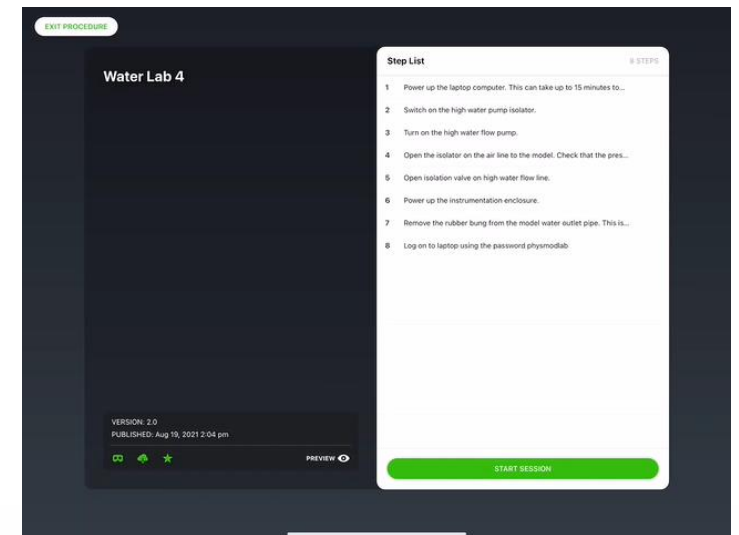 EXIT PROCEDURE
Water Lab 4
Step List
8 STEPS
1 Power up the laptop computer. This can take up to 15 minutes to...
2 Switch on the high water pump isolator.
3 Turn on the high water flow pump.
4 Open the isolator on the air line to the model. Check that the pres...
5 Open isolation valve on high water flow line.
6 Power up the instrumentation enclosure.
7 Remove the rubber bung from the model water outlet pipe. This is...
8 Log on to laptop using the password physmodlab
VERSION: 2.0
PUBLISHED: Aug 19, 2021 2:04 pm
PREVIEW
START SESSION